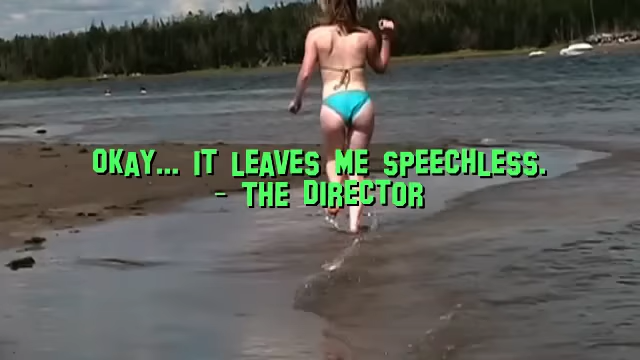 OKAY... IT LEAVES ME SPEECHLESS.
- THE DIRECTOR